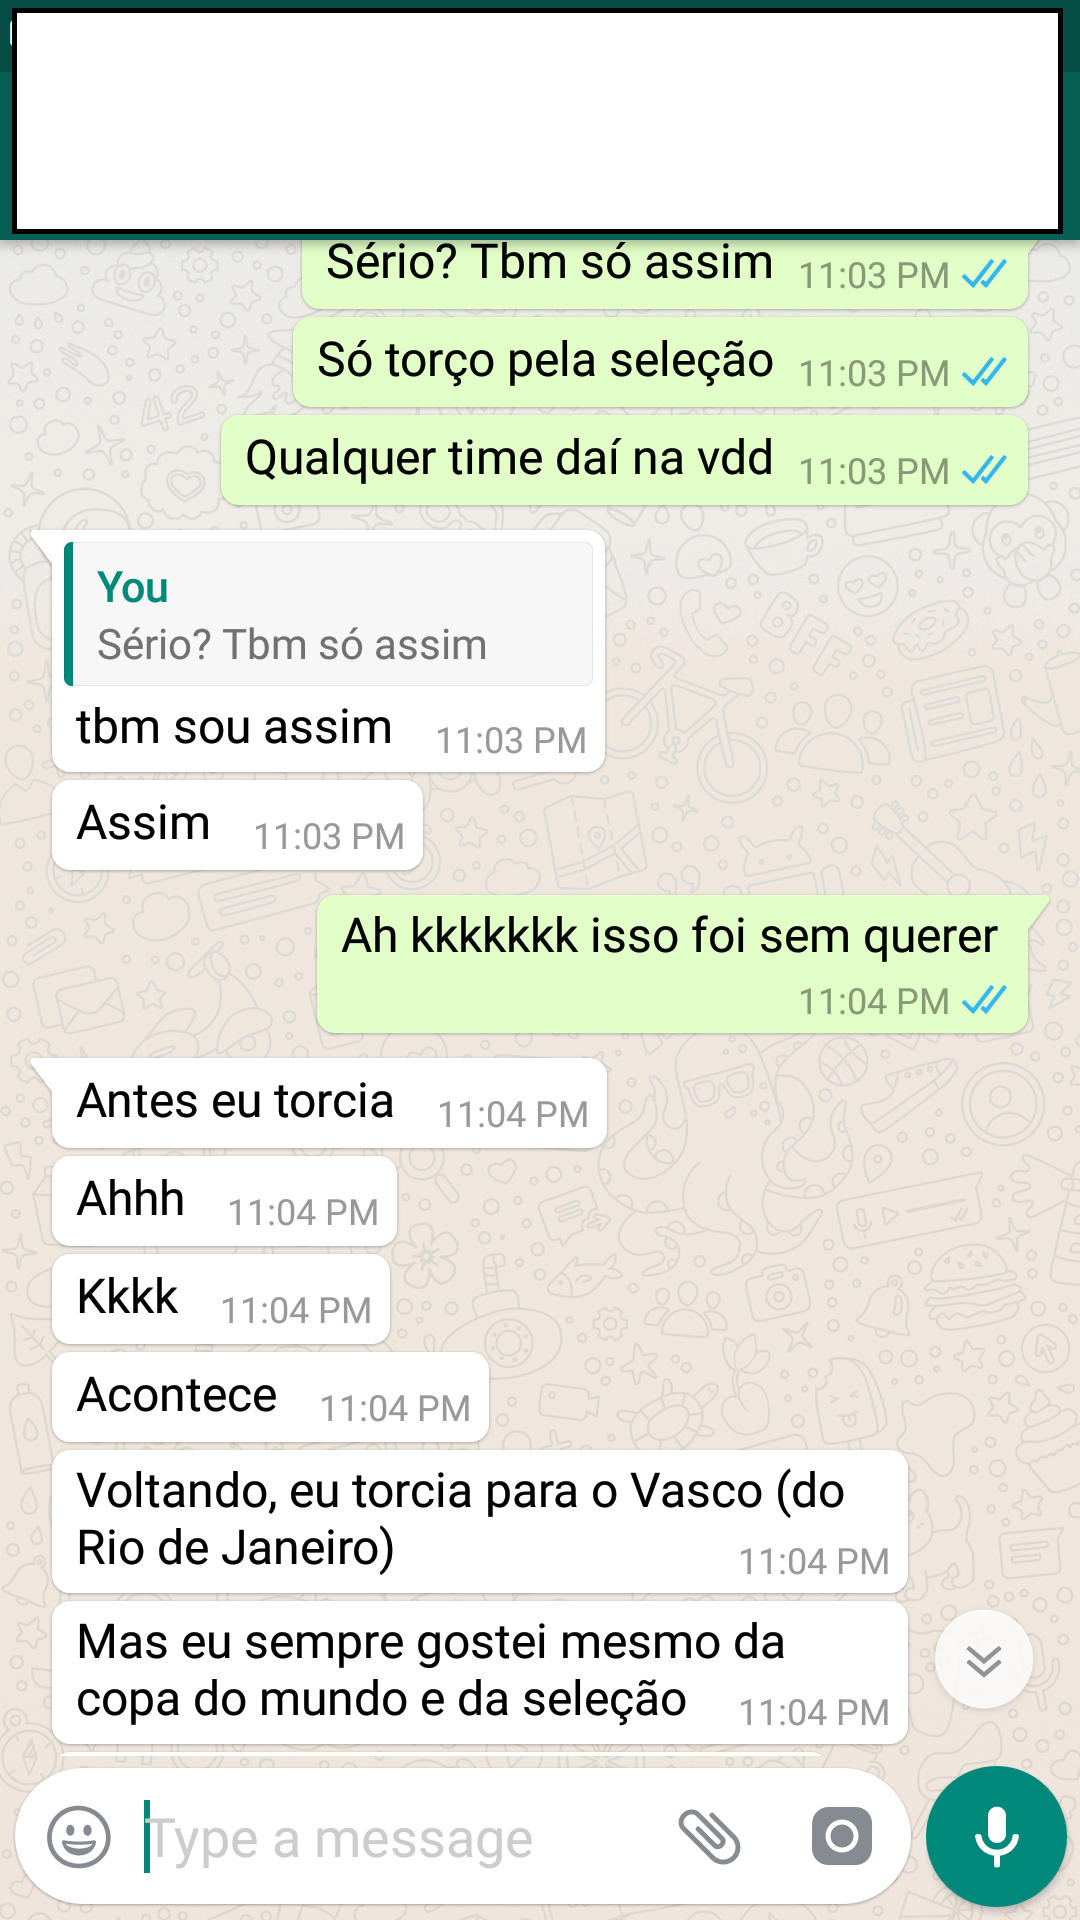 Sério? Tbm só assim 11:03 PM
Só torço pela seleção 11:03 PM
Qualquer time daí na vdd 11:03 PM
You
Sério? Tbm só assim
tbm sou assim 11:03 PM
Assim 11:03 PM
Ah kkkkkkk isso foi sem querer
11:04 PM
Antes eu torcia 11:04 PM
Ahhh 11:04 PM
Kkkk 11:04 PM
Acontece 11:04 PM
Voltando, eu torcia para o Vasco (do
Rio de Janeiro) 11:04 PM
Mas eu sempre gostei mesmo da
copa do mundo e da seleção 11:04 PM
Type a message